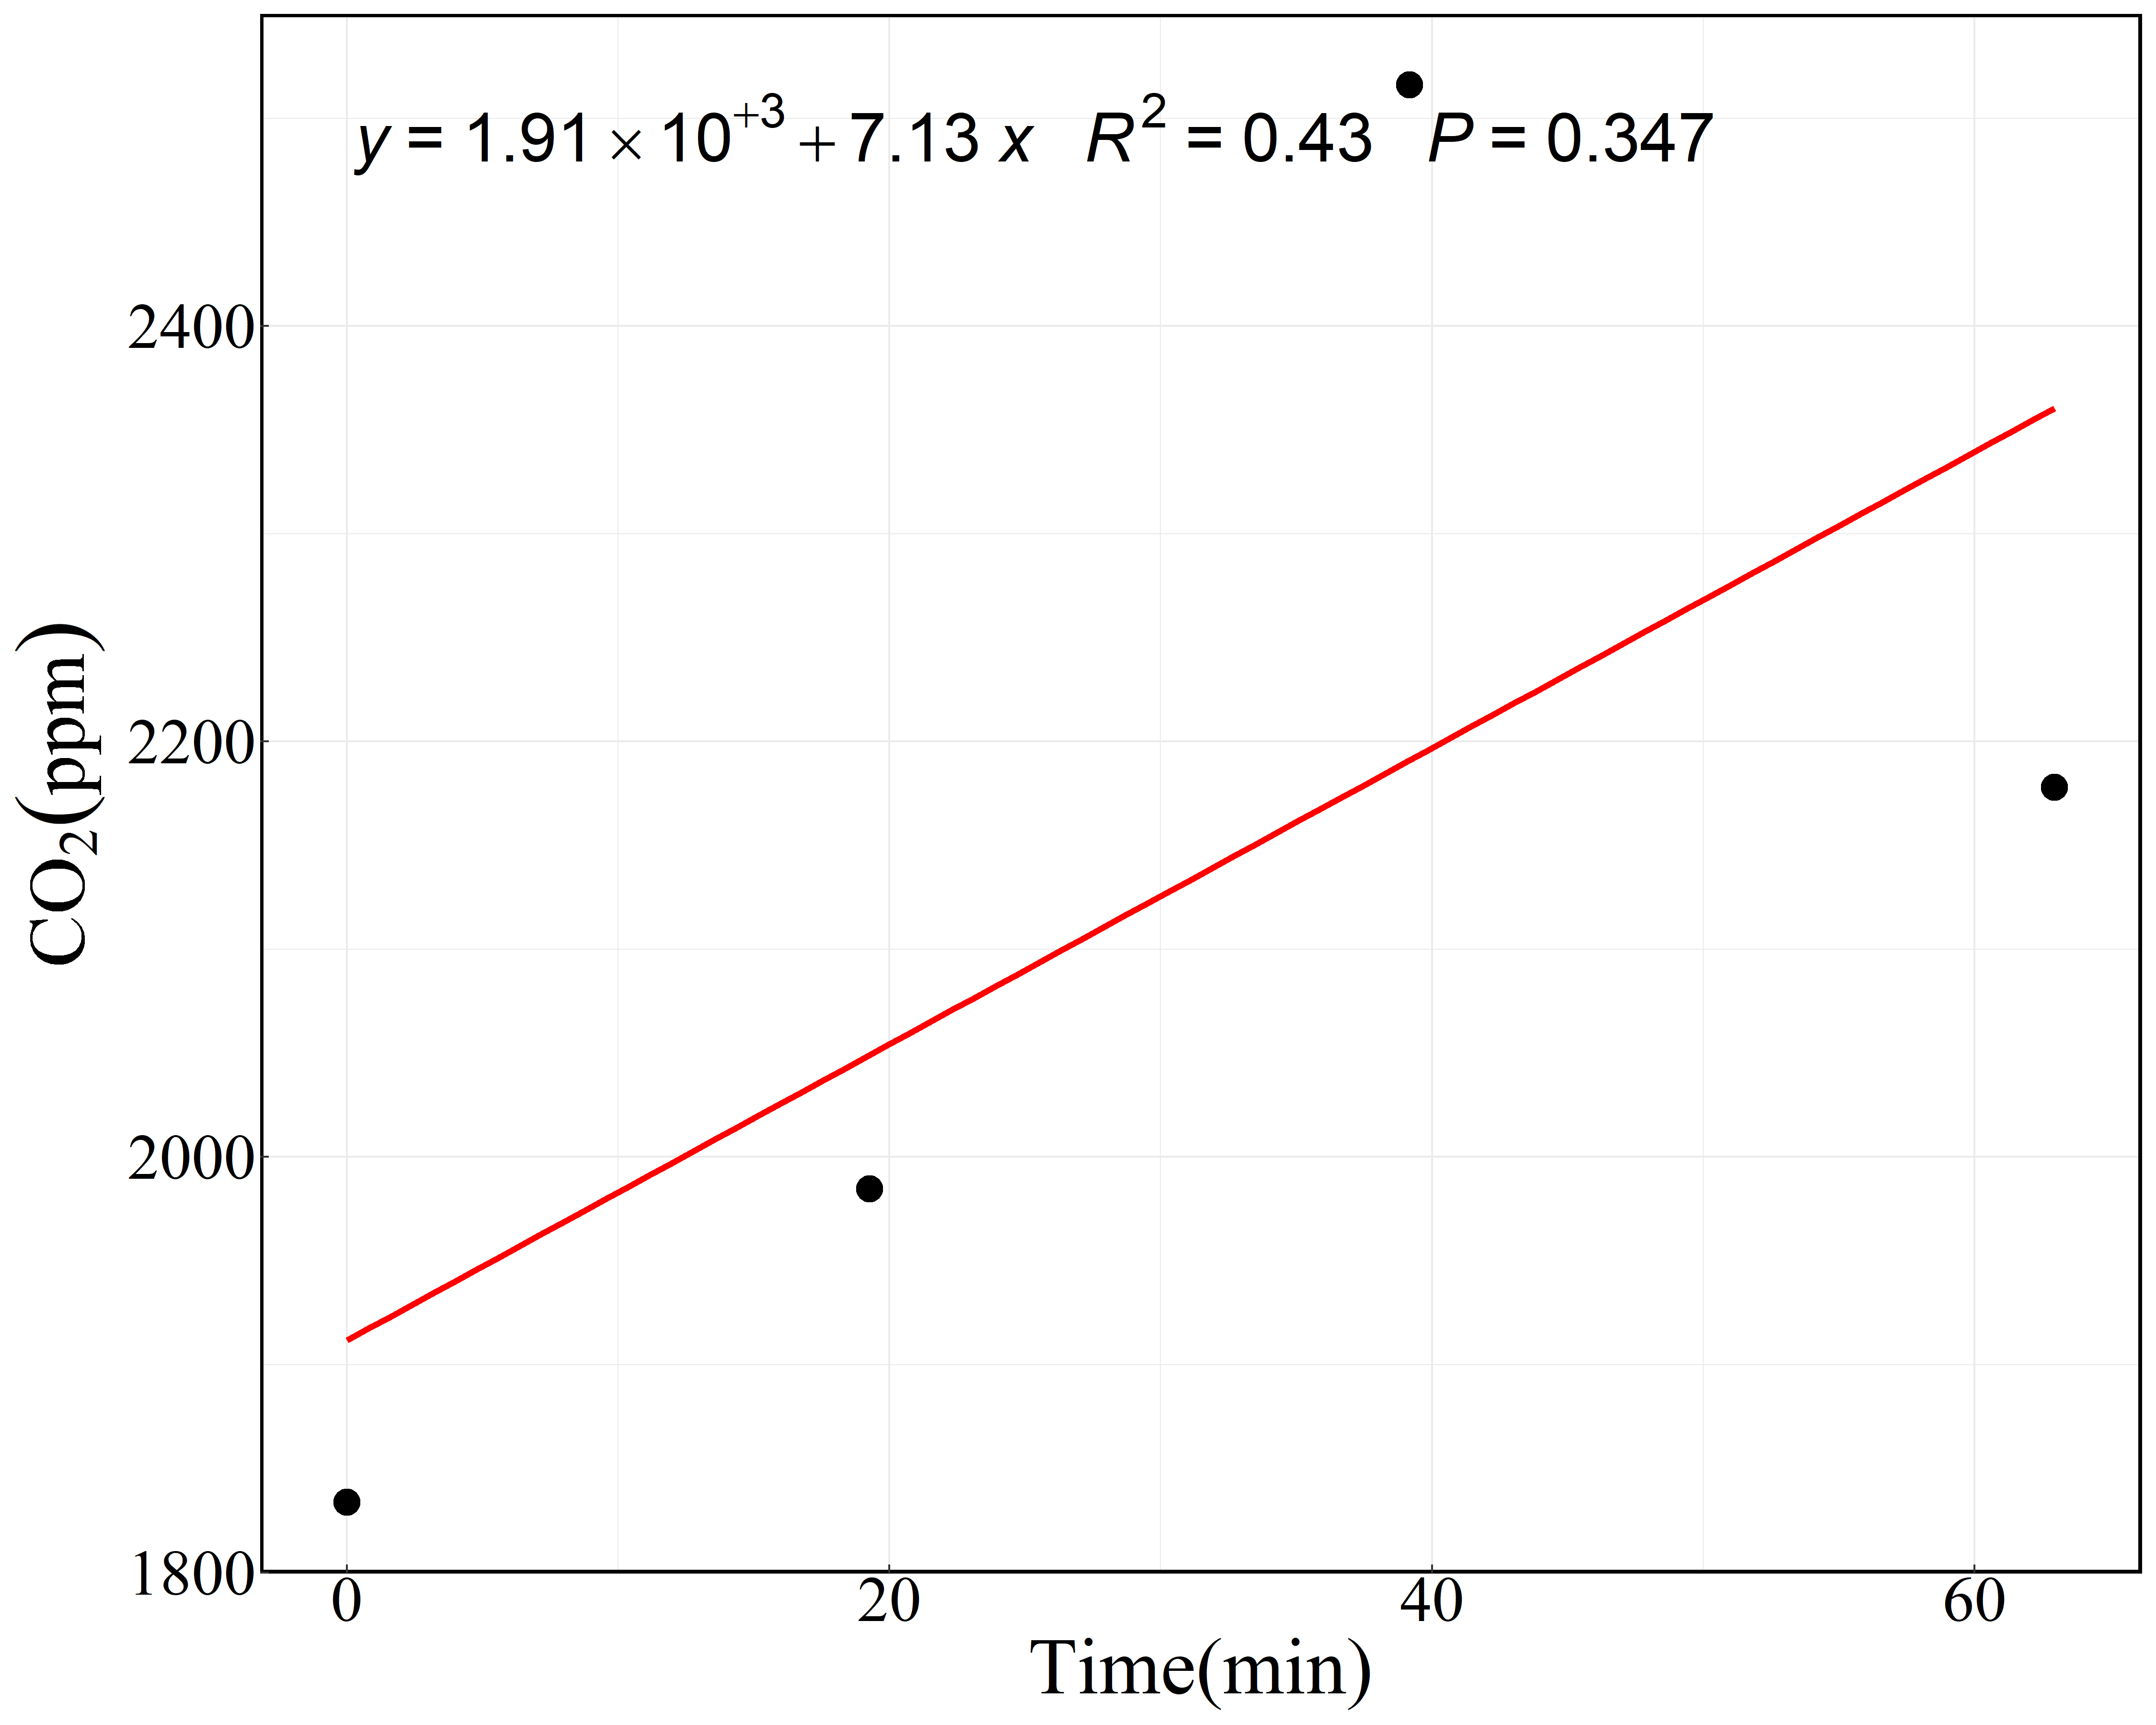 y = 1.91 × 10⁺³ + 7.13 x R² = 0.43 P = 0.347
2400
2200
2000
1800
CO₂(ppm)
0 20 40 60
Time(min)